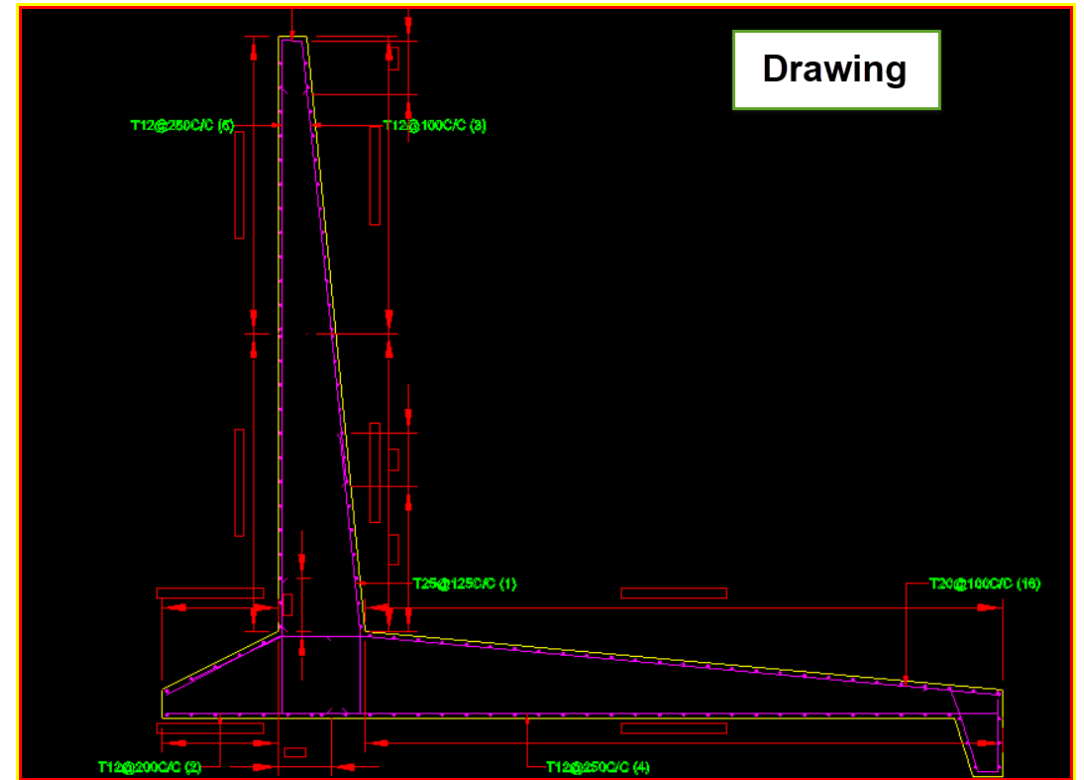 Drawing
T12@250C/C (5)
T12@100C/C (3)
T25@125C/C (1)
T20@100C/C (16)
T12@200C/C (2)
T12@250C/C (4)